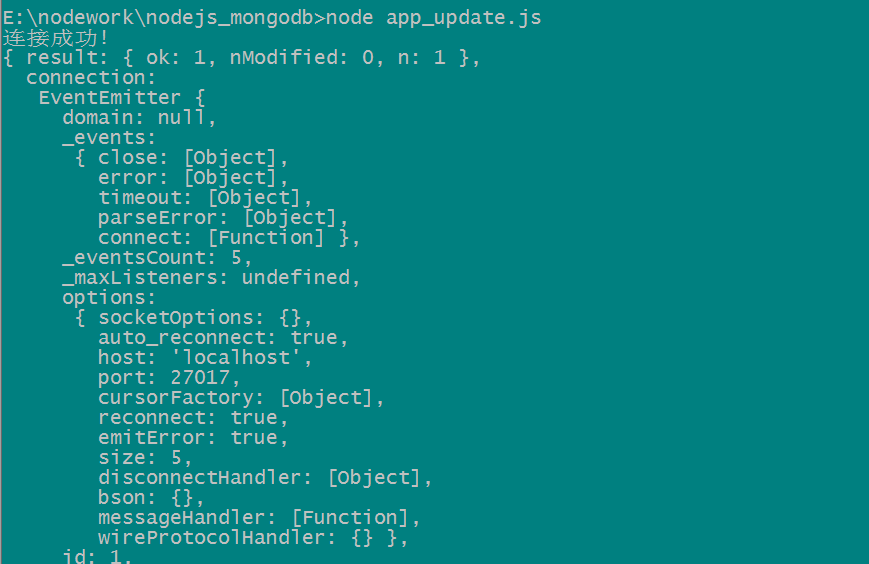 E:\nodework\nodejs_mongodb>node app_update.js
连接成功!
{ result: { ok: 1, nModified: 0, n: 1 },
  connection:
   EventEmitter {
     domain: null,
     _events:
      { close: [Object],
        error: [Object],
        timeout: [Object],
        parseError: [Object],
        connect: [Function] },
     _eventsCount: 5,
     _maxListeners: undefined,
     options:
      { socketOptions: {},
        auto_reconnect: true,
        host: 'localhost',
        port: 27017,
        cursorFactory: [Object],
        reconnect: true,
        emitError: true,
        size: 5,
        disconnectHandler: [Object],
        bson: {},
        messageHandler: [Function],
        wireProtocolHandler: {} },
     id: 1,